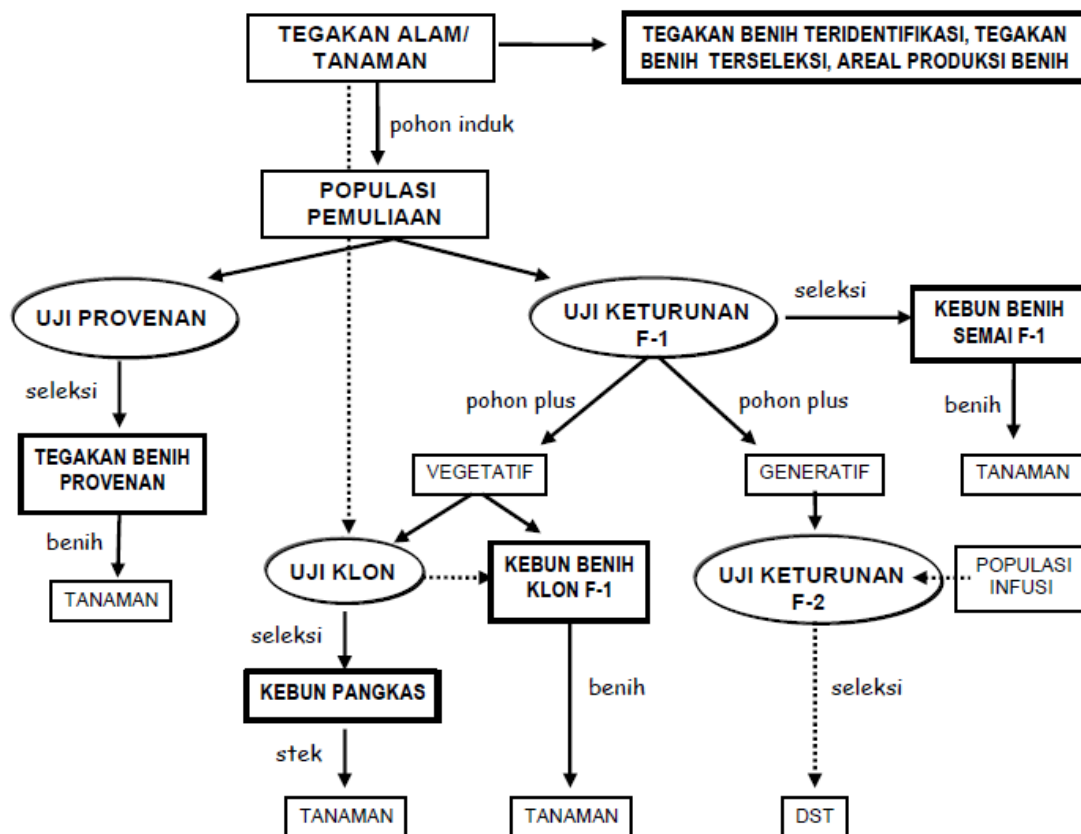 TEGAKAN ALAM/
TANAMAN
TEGAKAN BENIH TERIDENTIFIKASI, TEGAKAN
BENIH TERSELEKSI, AREAL PRODUKSI BENIH
pohon induk
POPULASI
PEMULIAAN
UJI PROVENAN
UJI KETURUNAN
F-1
seleksi
KEBUN BENIH
SEMAI F-1
seleksi
pohon plus
pohon plus
benih
TEGAKAN BENIH
PROVENAN
VEGETATIF
GENERATIF
TANAMAN
benih
TANAMAN
UJI KLON
KEBUN BENIH
KLON F-1
UJI KETURUNAN
F-2
POPULASI
INFUSI
seleksi
KEBUN PANGKAS
benih
seleksi
stek
TANAMAN
TANAMAN
DST